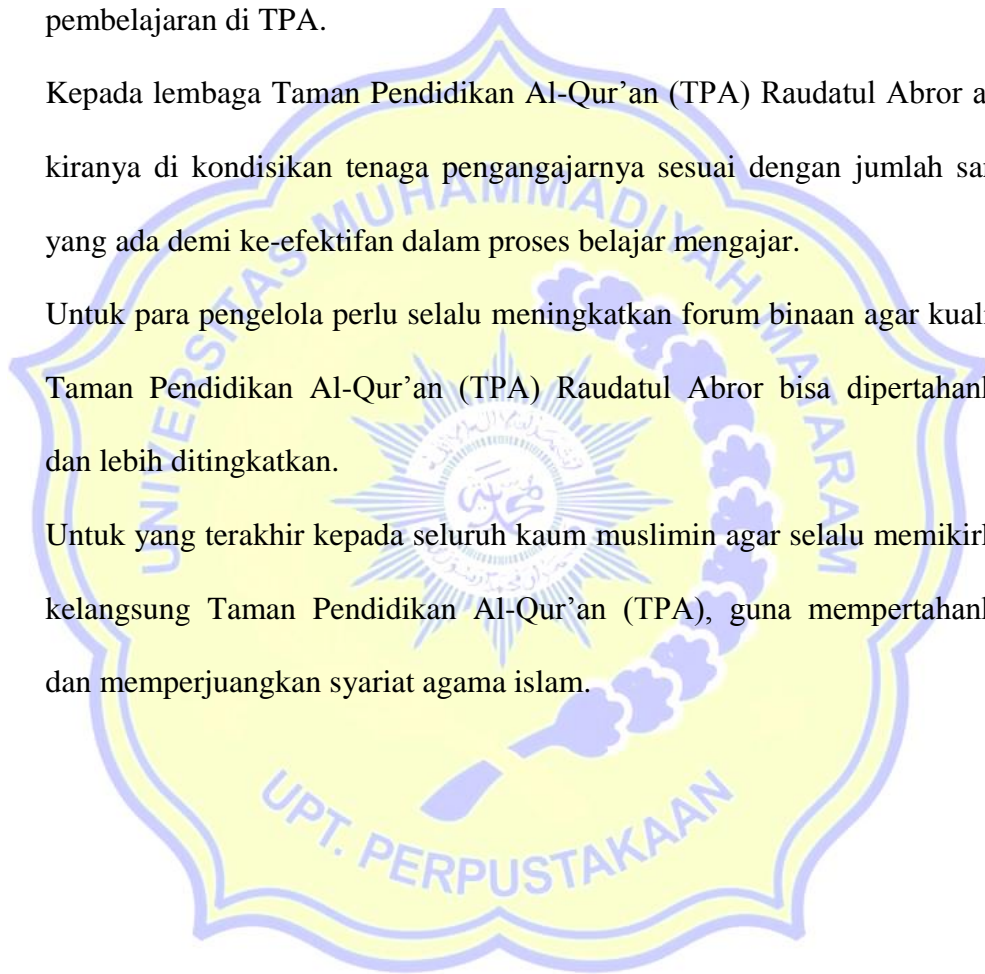 pembelajaran di TPA.
Kepada lembaga Taman Pendidikan Al-Qur’an (TPA) Raudatul Abror a
kiranya di kondisikan tenaga pengangajarnya sesuai dengan jumlah sa
yang ada demi ke-efektifan dalam proses belajar mengajar.
Untuk para pengelola perlu selalu meningkatkan forum binaan agar kual
Taman Pendidikan Al-Qur’an (TPA) Raudatul Abror bisa dipertahan
dan lebih ditingkatkan.
Untuk yang terakhir kepada seluruh kaum muslimin agar selalu memikir
kelangsung Taman Pendidikan Al-Qur’an (TPA), guna mempertahan
dan memperjuangkan syariat agama islam.
UNIVERSITAS MUHAMMADIYAH MATARAM
محمدية
UPT. PERPUSTAKAAN